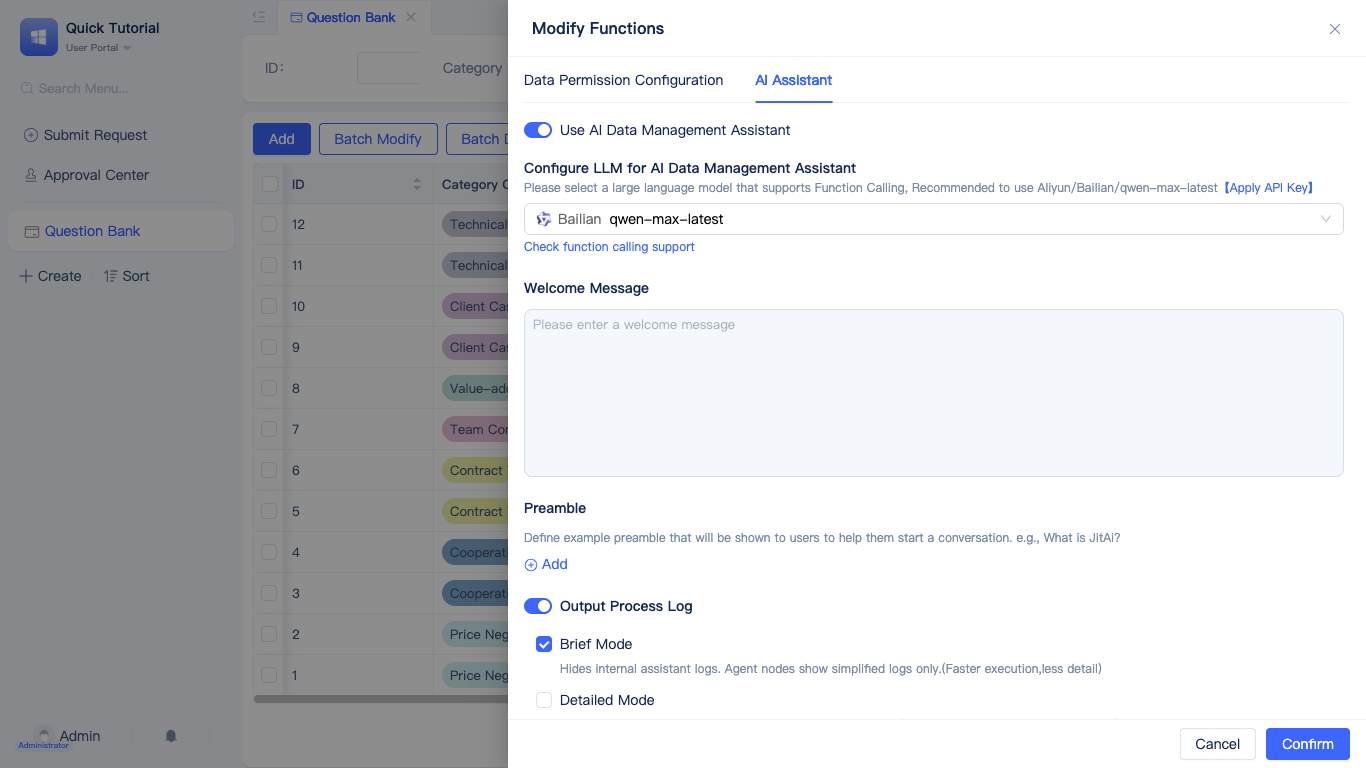 Quick Tutorial
User Portal
Search Menu...
Submit Request
Approval Center
Question Bank
Create
Sort
Admin
Administrator
Question Bank
ID:
Category
Add
Batch Modify
Batch D
ID
Category C
12
Technical
11
Technical
10
Client Cas
9
Client Cas
8
Value-add
7
Team Con
6
Contract
5
Contract
4
Cooperati
3
Cooperati
2
Price Neg
1
Price Neg
Modify Functions
Data Permission Configuration
AI Assistant
Use AI Data Management Assistant
Configure LLM for AI Data Management Assistant
Please select a large language model that supports Function Calling, Recommended to use Aliyun/Bailian/qwen-max-latest 【Apply API Key】
Bailian qwen-max-latest
Check function calling support
Welcome Message
Please enter a welcome message
Preamble
Define example preamble that will be shown to users to help them start a conversation. e.g., What is JitAi?
Add
Output Process Log
Brief Mode
Hides internal assistant logs. Agent nodes show simplified logs only.(Faster execution,less detail)
Detailed Mode
Cancel
Confirm